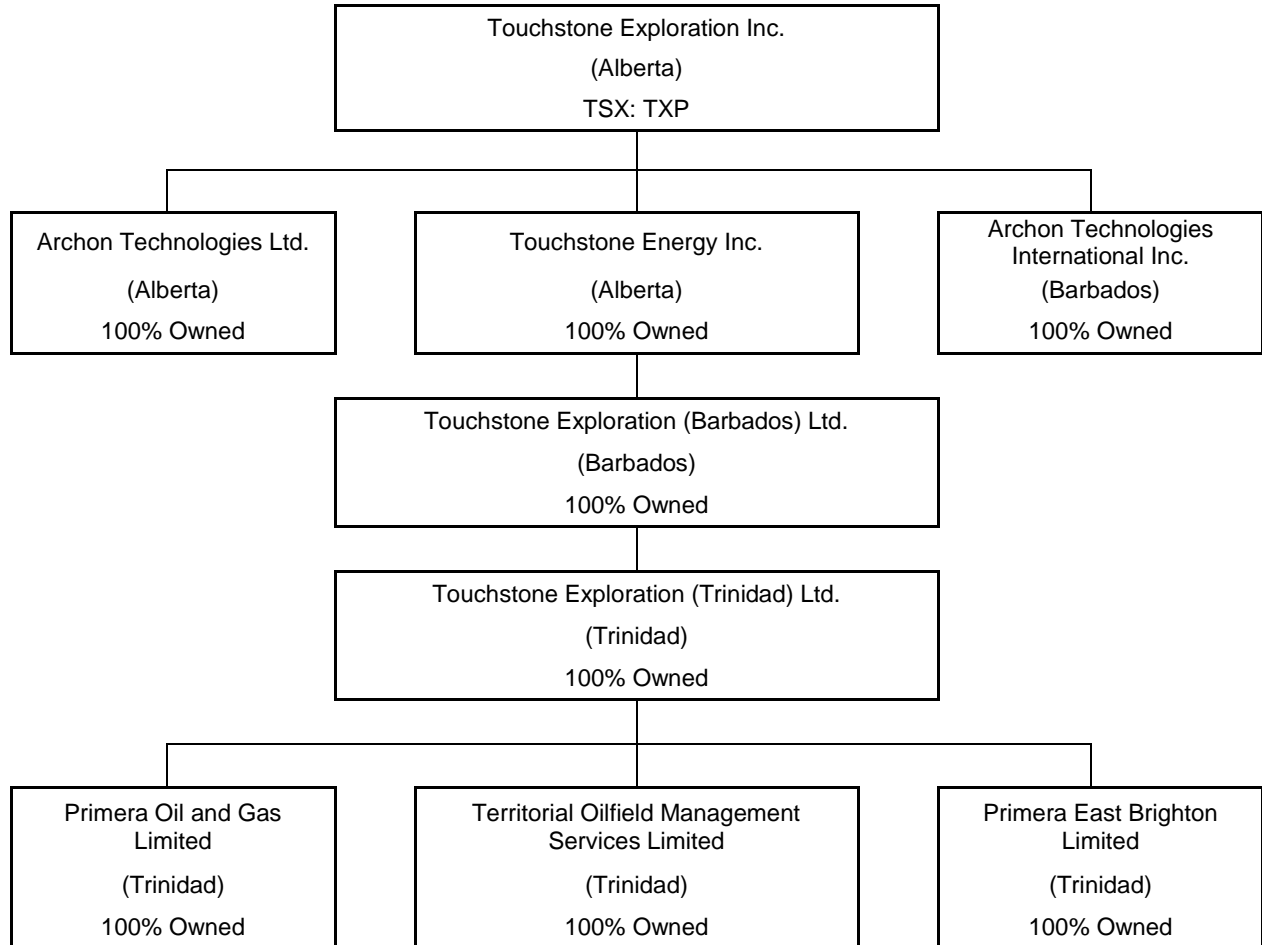 Touchstone Exploration Inc.
(Alberta)
TSX: TXP
Archon Technologies Ltd.
(Alberta)
100% Owned
Touchstone Energy Inc.
(Alberta)
100% Owned
Archon Technologies
International Inc.
(Barbados)
100% Owned
Touchstone Exploration (Barbados) Ltd.
(Barbados)
100% Owned
Touchstone Exploration (Trinidad) Ltd.
(Trinidad)
100% Owned
Primera Oil and Gas
Limited
(Trinidad)
100% Owned
Territorial Oilfield Management
Services Limited
(Trinidad)
100% Owned
Primera East Brighton
Limited
(Trinidad)
100% Owned